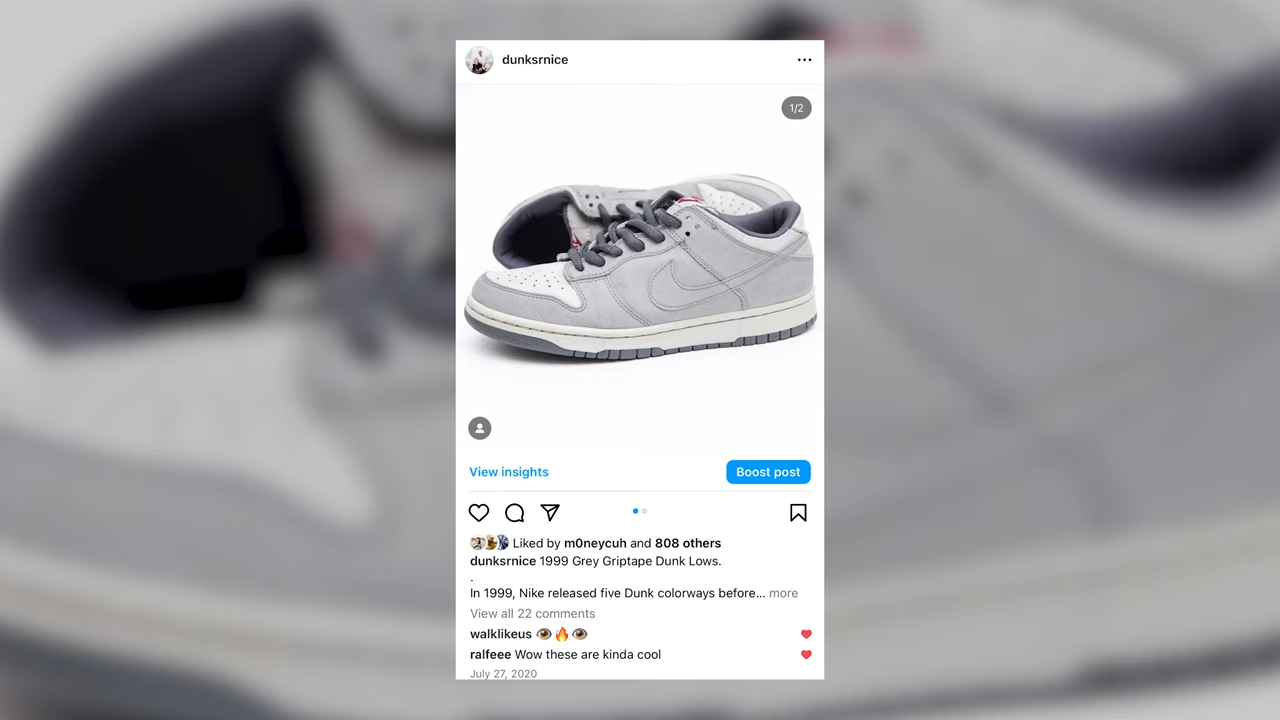 dunksrnice
1/2
View insights
Boost post
Liked by m0neycuh and 808 others
dunksrnice 1999 Grey Griptape Dunk Lows.
.
In 1999, Nike released five Dunk colorways before... more
View all 22 comments
walklikeus 👁️🔥👁️
ralfeee Wow these are kinda cool
July 27, 2020